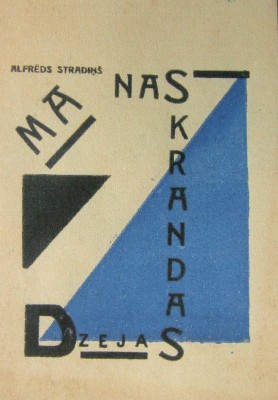 ALFRĒDS STRADIŅŠ
MANAS
SKRANDAS
DZEJAS